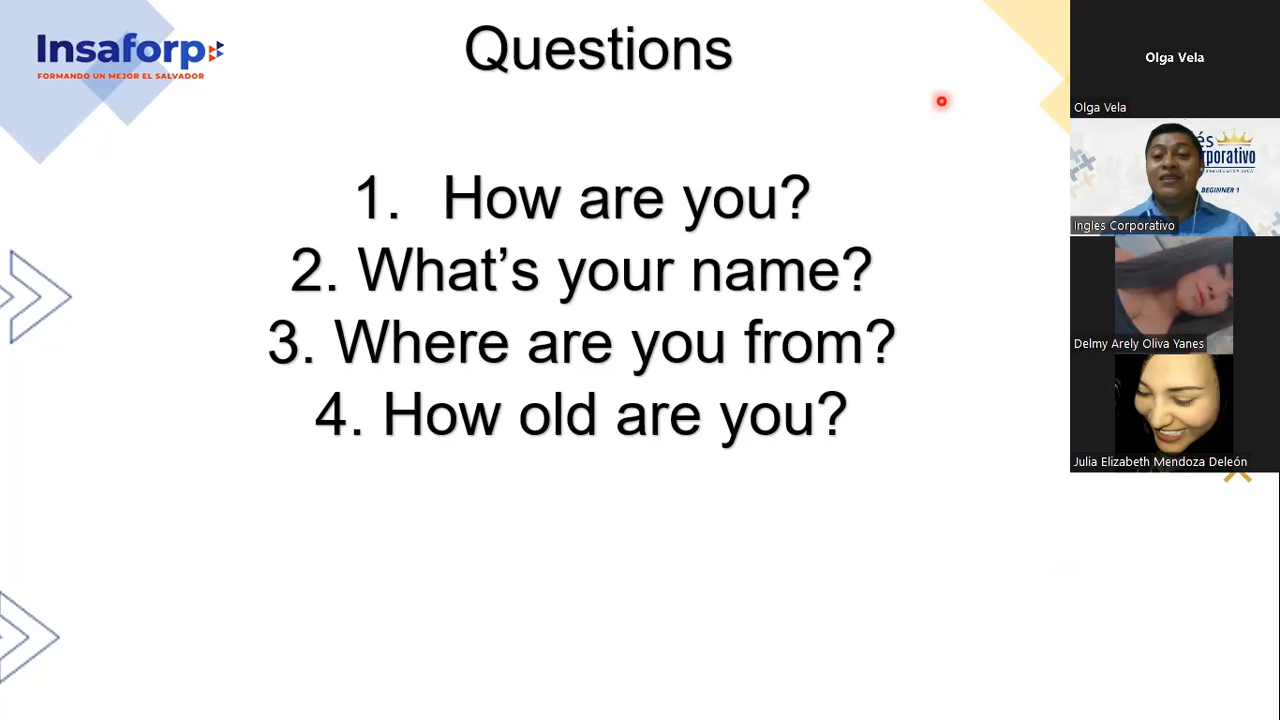 Insaforp
FORMANDO UN MEJOR EL SALVADOR
Questions
1. How are you?
2. What's your name?
3. Where are you from?
4. How old are you?
Olga Vela
Olga Vela
és
rporativo
BEGINNER 1
Ingles Corporativo
Delmy Arely Oliva Yanes
Julia Elizabeth Mendoza Deleón